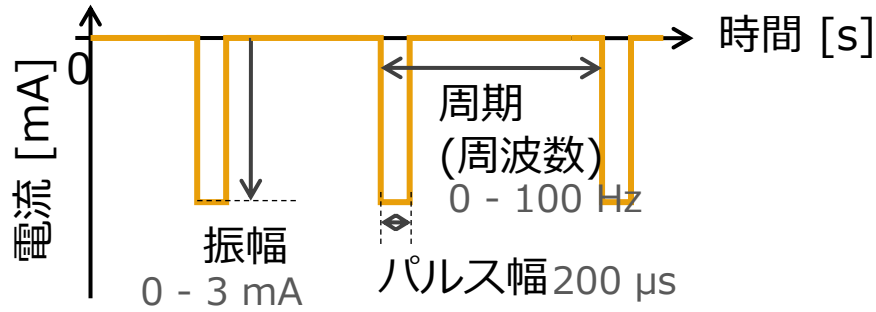 時間 [s]
0
電流 [mA]
周期
(周波数)
0 - 100 Hz
振幅
0 - 3 mA
パルス幅 200 μs